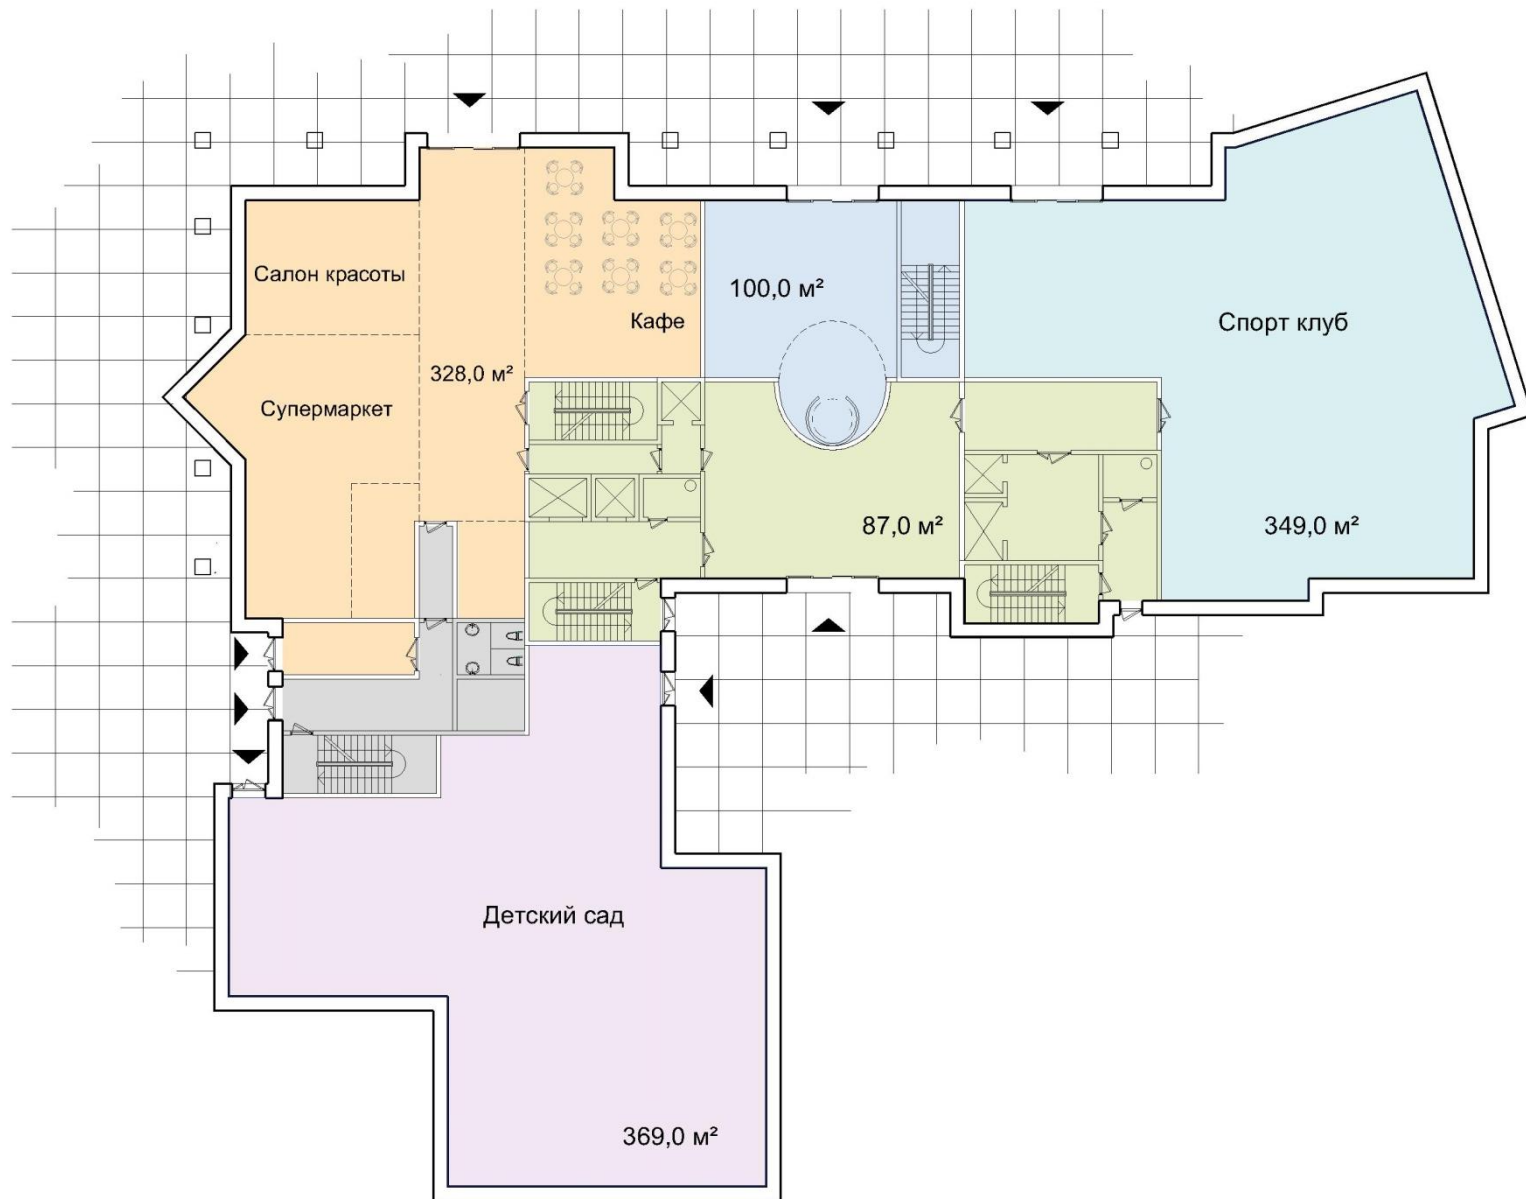 Салон красоты
100,0 м²
Кафе
Спорт клуб
328,0 м²
Супермаркет
87,0 м²
349,0 м²
Детский сад
369,0 м²